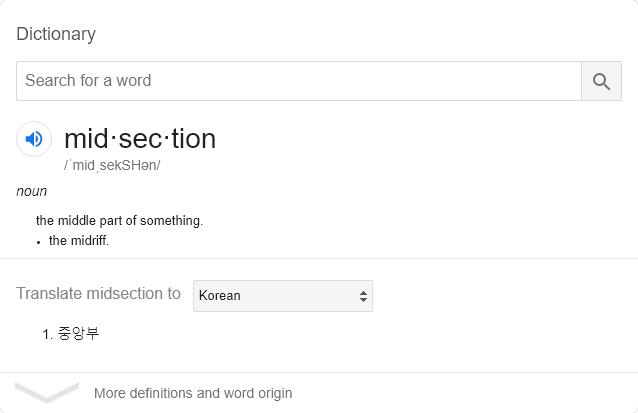 Dictionary
Search for a word
mid·sec·tion
/ˈmidˌsekSHən/
noun
the middle part of something.
• the midriff.
Translate midsection to Korean
1. 중앙부
More definitions and word origin